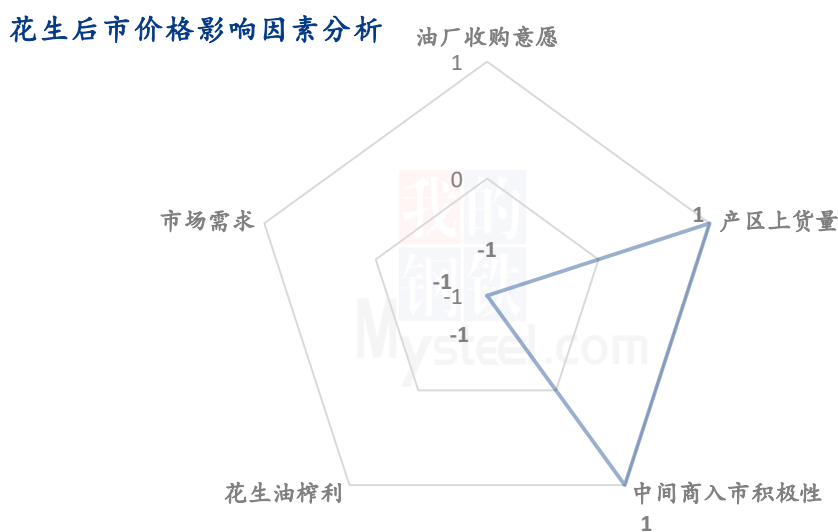 花生后市价格影响因素分析
油厂收购意愿
1
0
-1
-1
-1
-1
1
产区上货量
市场需求
我的
钢铁
Mysteel.com
花生油榨利
中间商入市积极性
1